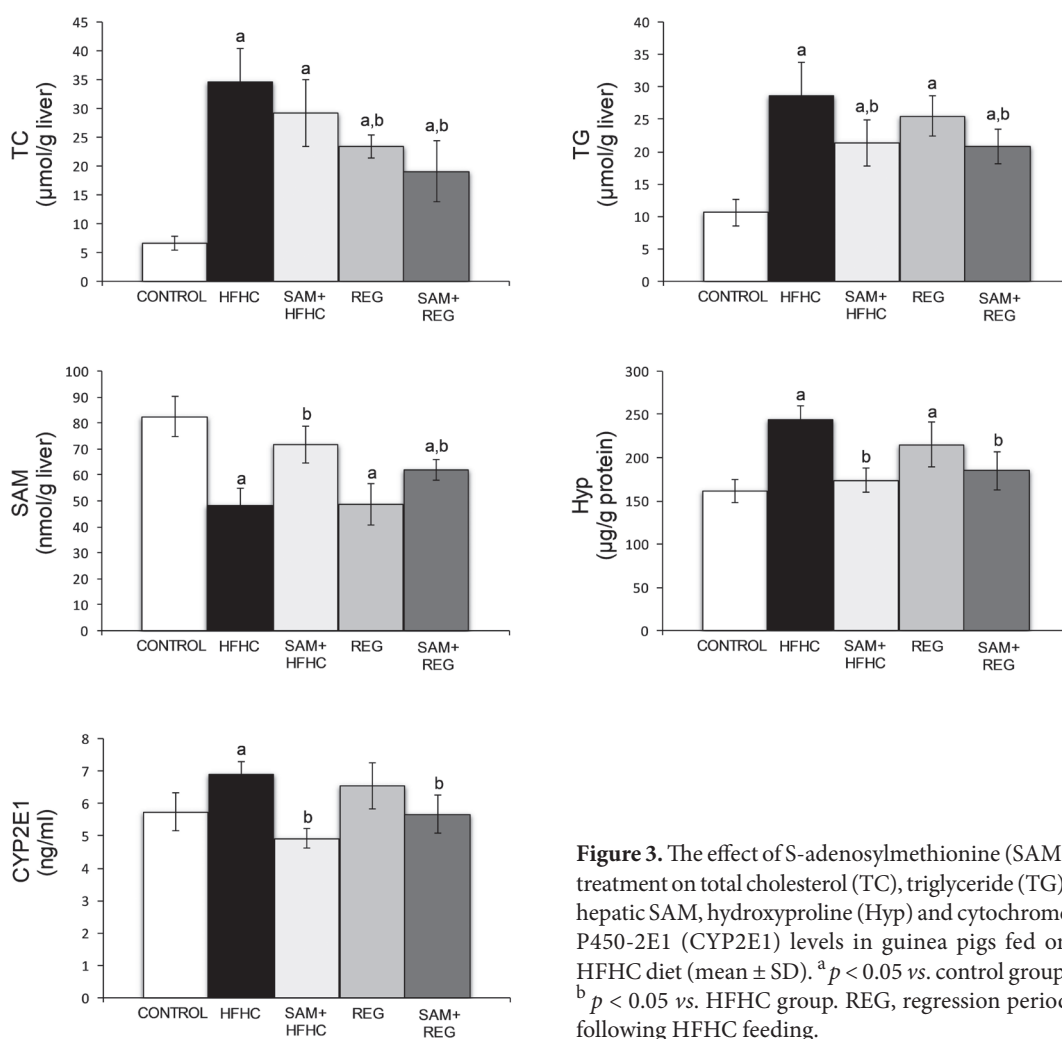 45
40
35
30
25
20
15
10
5
0
TC
(µmol/g liver)
a
a
a,b
a,b
CONTROL HFHC SAM+ HFHC REG SAM+ REG
40
35
30
25
20
15
10
5
0
TG
(µmol/g liver)
a
a,b
a
a,b
CONTROL HFHC SAM+ HFHC REG SAM+ REG
100
90
80
70
60
50
40
30
20
10
0
SAM
(nmol/g liver)
a
b
a
a,b
CONTROL HFHC SAM+ HFHC REG SAM+ REG
300
250
200
150
100
50
0
Hyp
(µg/g protein)
a
b
a
b
CONTROL HFHC SAM+ HFHC REG SAM+ REG
8
7
6
5
4
3
2
1
0
CYP2E1
(ng/ml)
a
b
b
CONTROL HFHC SAM+ HFHC REG SAM+ REG
Figure 3. The effect of S-adenosylmethionine (SAM
treatment on total cholesterol (TC), triglyceride (TG)
hepatic SAM, hydroxyproline (Hyp) and cytochrome
P450-2E1 (CYP2E1) levels in guinea pigs fed on
HFHC diet (mean ± SD). a p < 0.05 vs. control group
b p < 0.05 vs. HFHC group. REG, regression period
following HFHC feeding.